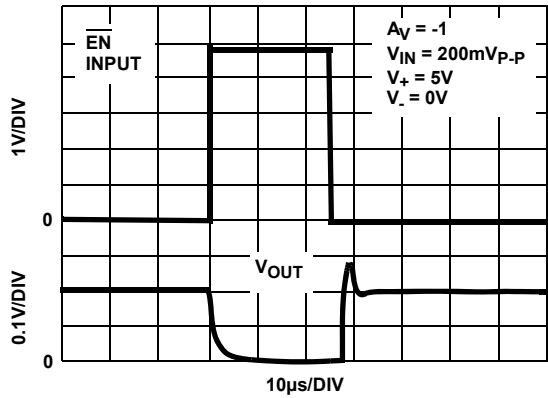 EN
INPUT
A_V = -1
V_IN = 200mV_P-P
V_+ = 5V
V_- = 0V
1V/DIV
0
V_OUT
0.1V/DIV
0
10µs/DIV